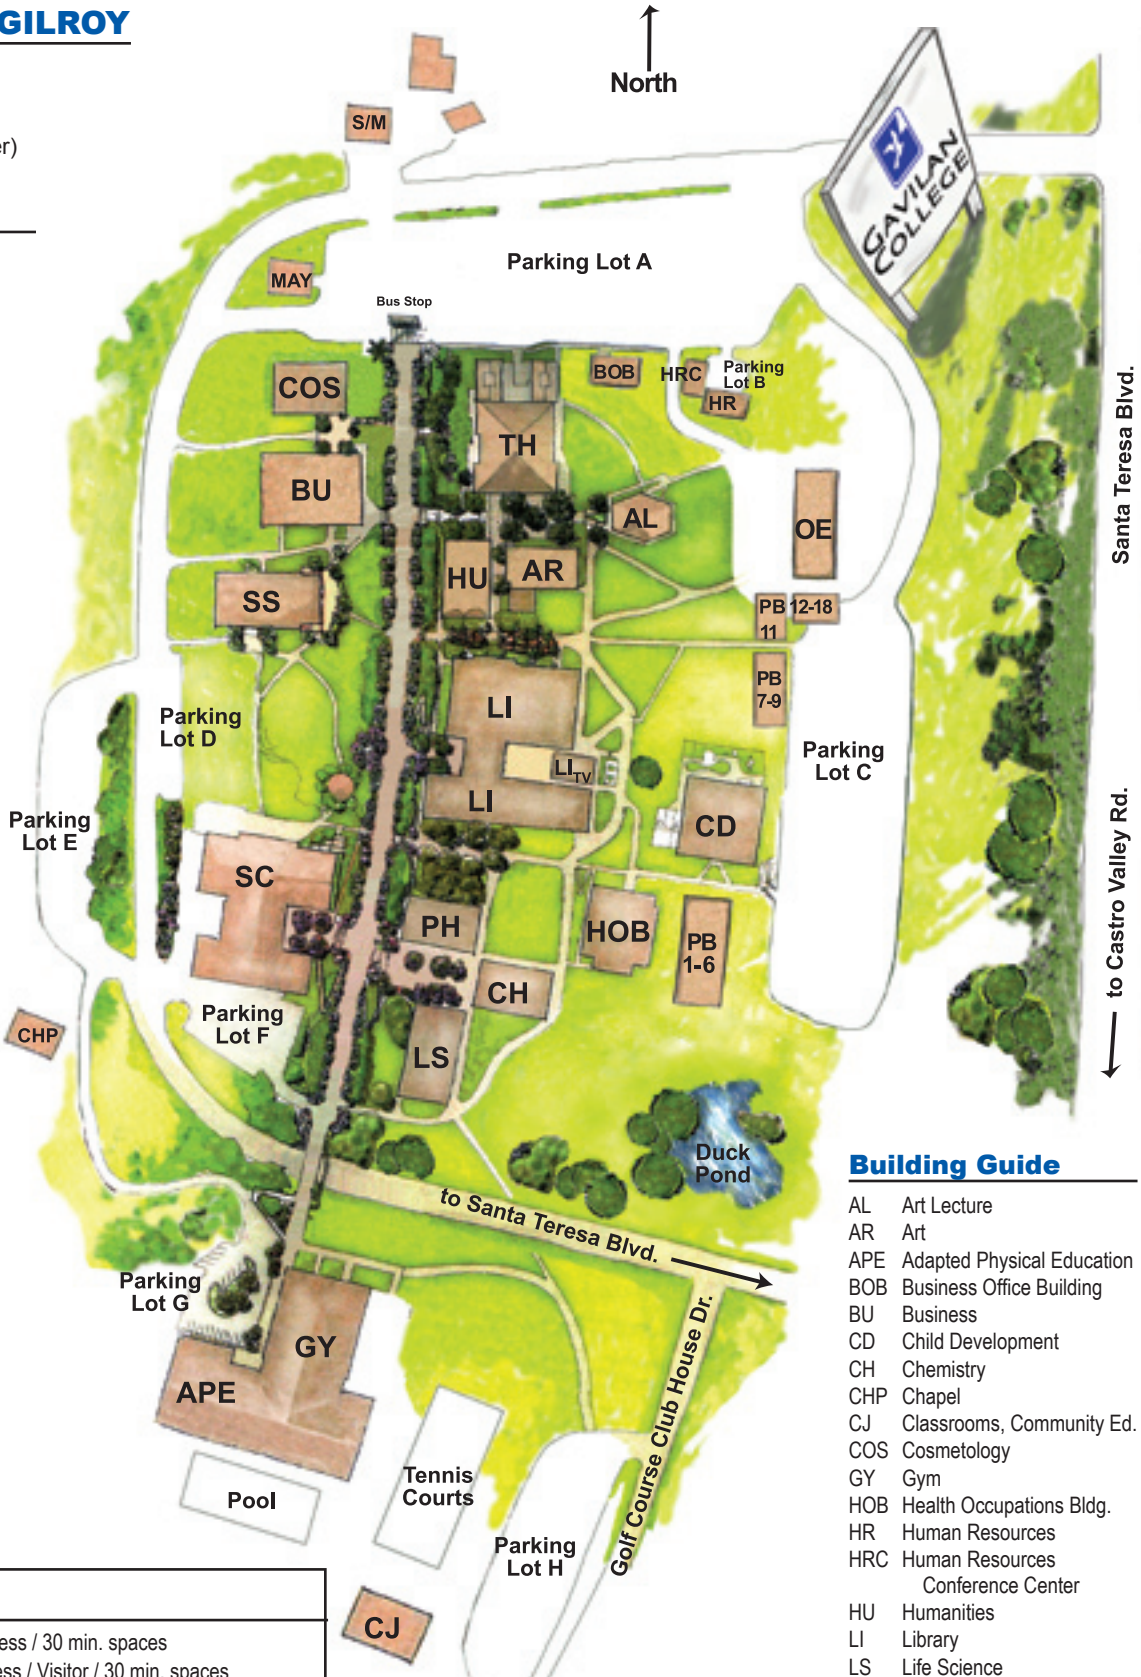 GILROY
North
er)
S/M
GAVILAN
COLLEGE
Parking Lot A
MAY
Bus Stop
COS
BOB
HRC
Parking
Lot B
HR
TH
Santa Teresa Blvd.
BU
AL
OE
HU
AR
SS
PB
11
12-18
PB
7-9
LI
Parking
Lot D
Parking
Lot C
LI TV
LI
CD
Parking
Lot E
to Castro Valley Rd.
SC
PH
HOB
PB
1-6
CH
Parking
Lot F
CHP
LS
Duck
Pond
to Santa Teresa Blvd.
Parking
Lot G
GY
APE
Golf Course Club House Dr.
Tennis
Courts
Pool
Parking
Lot H
CJ
ess / 30 min. spaces
ess / Visitor / 30 min. spaces
Building Guide
AL Art Lecture
AR Art
APE Adapted Physical Education
BOB Business Office Building
BU Business
CD Child Development
CH Chemistry
CHP Chapel
CJ Classrooms, Community Ed.
COS Cosmetology
GY Gym
HOB Health Occupations Bldg.
HR Human Resources
HRC Human Resources
Conference Center
HU Humanities
LI Library
LS Life Science